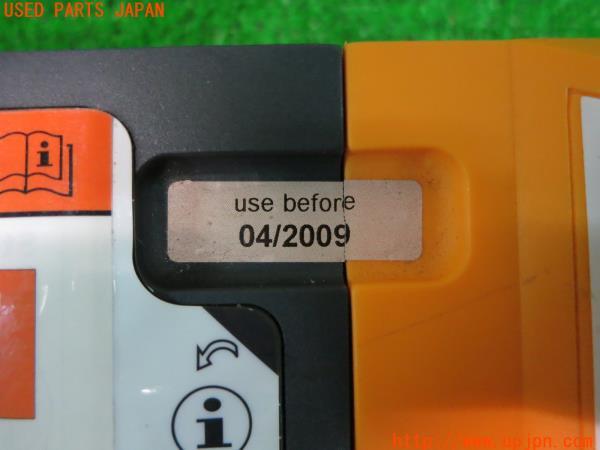 USED PARTS JAPAN
i
use before
04/2009
i
http://www.upjpn.com/